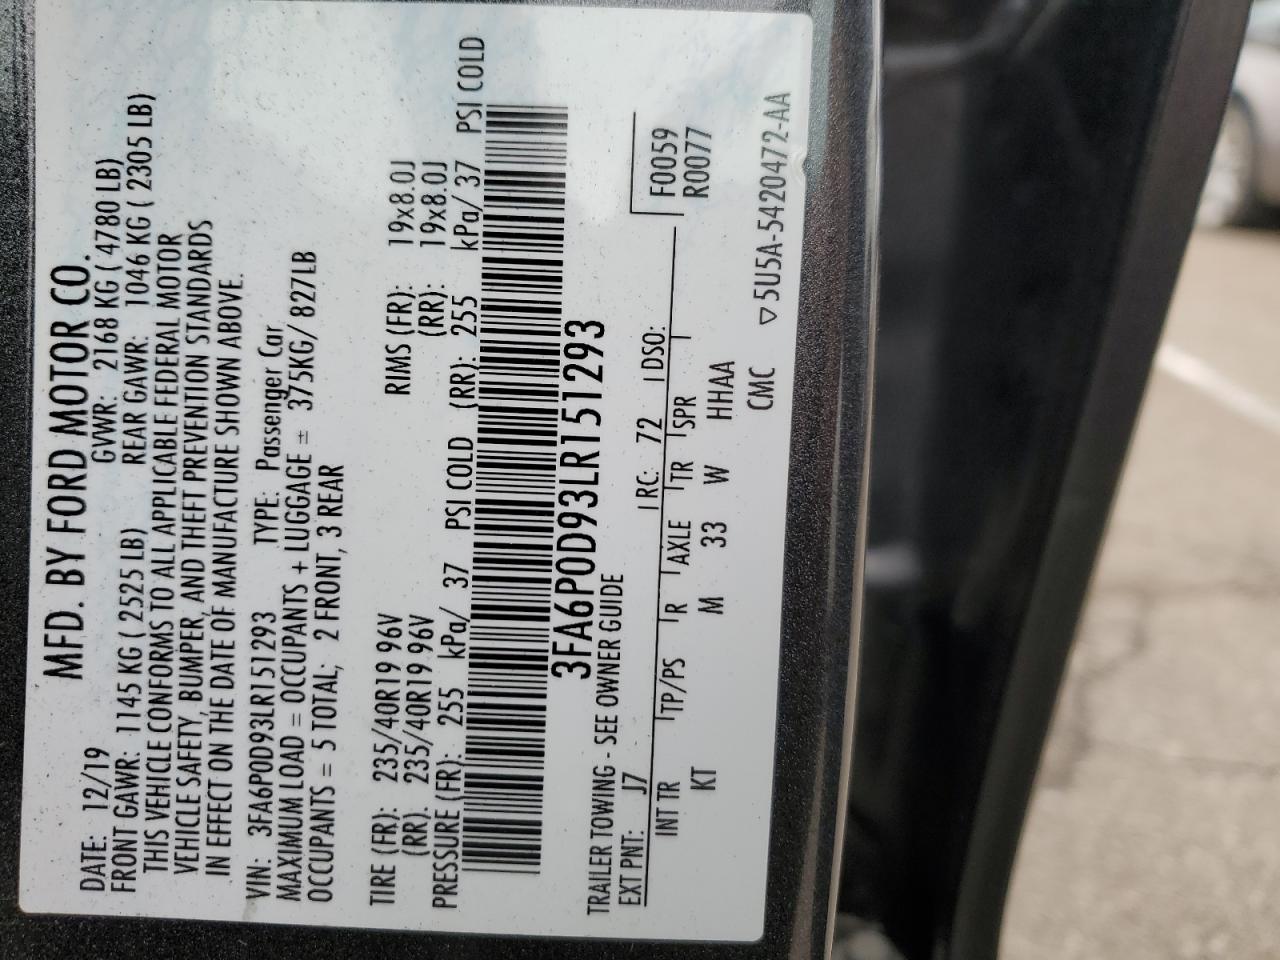 MFD. BY FORD MOTOR CO.
DATE: 12/19 GVWR: 2168 KG ( 4780 LB)
FRONT GAWR: 1145 KG ( 2525 LB) REAR GAWR: 1046 KG ( 2305 LB)
THIS VEHICLE CONFORMS TO ALL APPLICABLE FEDERAL MOTOR
VEHICLE SAFETY, BUMPER, AND THEFT PREVENTION STANDARDS
IN EFFECT ON THE DATE OF MANUFACTURE SHOWN ABOVE.
VIN: 3FA6P0D93LR151293 TYPE: Passenger Car
MAXIMUM LOAD = OCCUPANTS + LUGGAGE = 375KG/ 827LB
OCCUPANTS = 5 TOTAL; 2 FRONT, 3 REAR
TIRE (FR): 235/40R19 96V RIMS (FR): 19x8.0J
(RR). 235/40R19 96V (RR): 19x8.0J
PRESSURE (FR): 255 kPa/ 37 PSI COLD (RR): 255 kPa/ 37 PSI COLD
3FA6P0D93LR151293
TRAILER TOWING - SEE OWNER GUIDE
EXT PNT: J7 RC: 72 DSO:
F0059
R0077
INT TR TP/PS R AXLE TR SPR
KT M 33 W HHAA
CMC ▽5U5A-5420472-AA